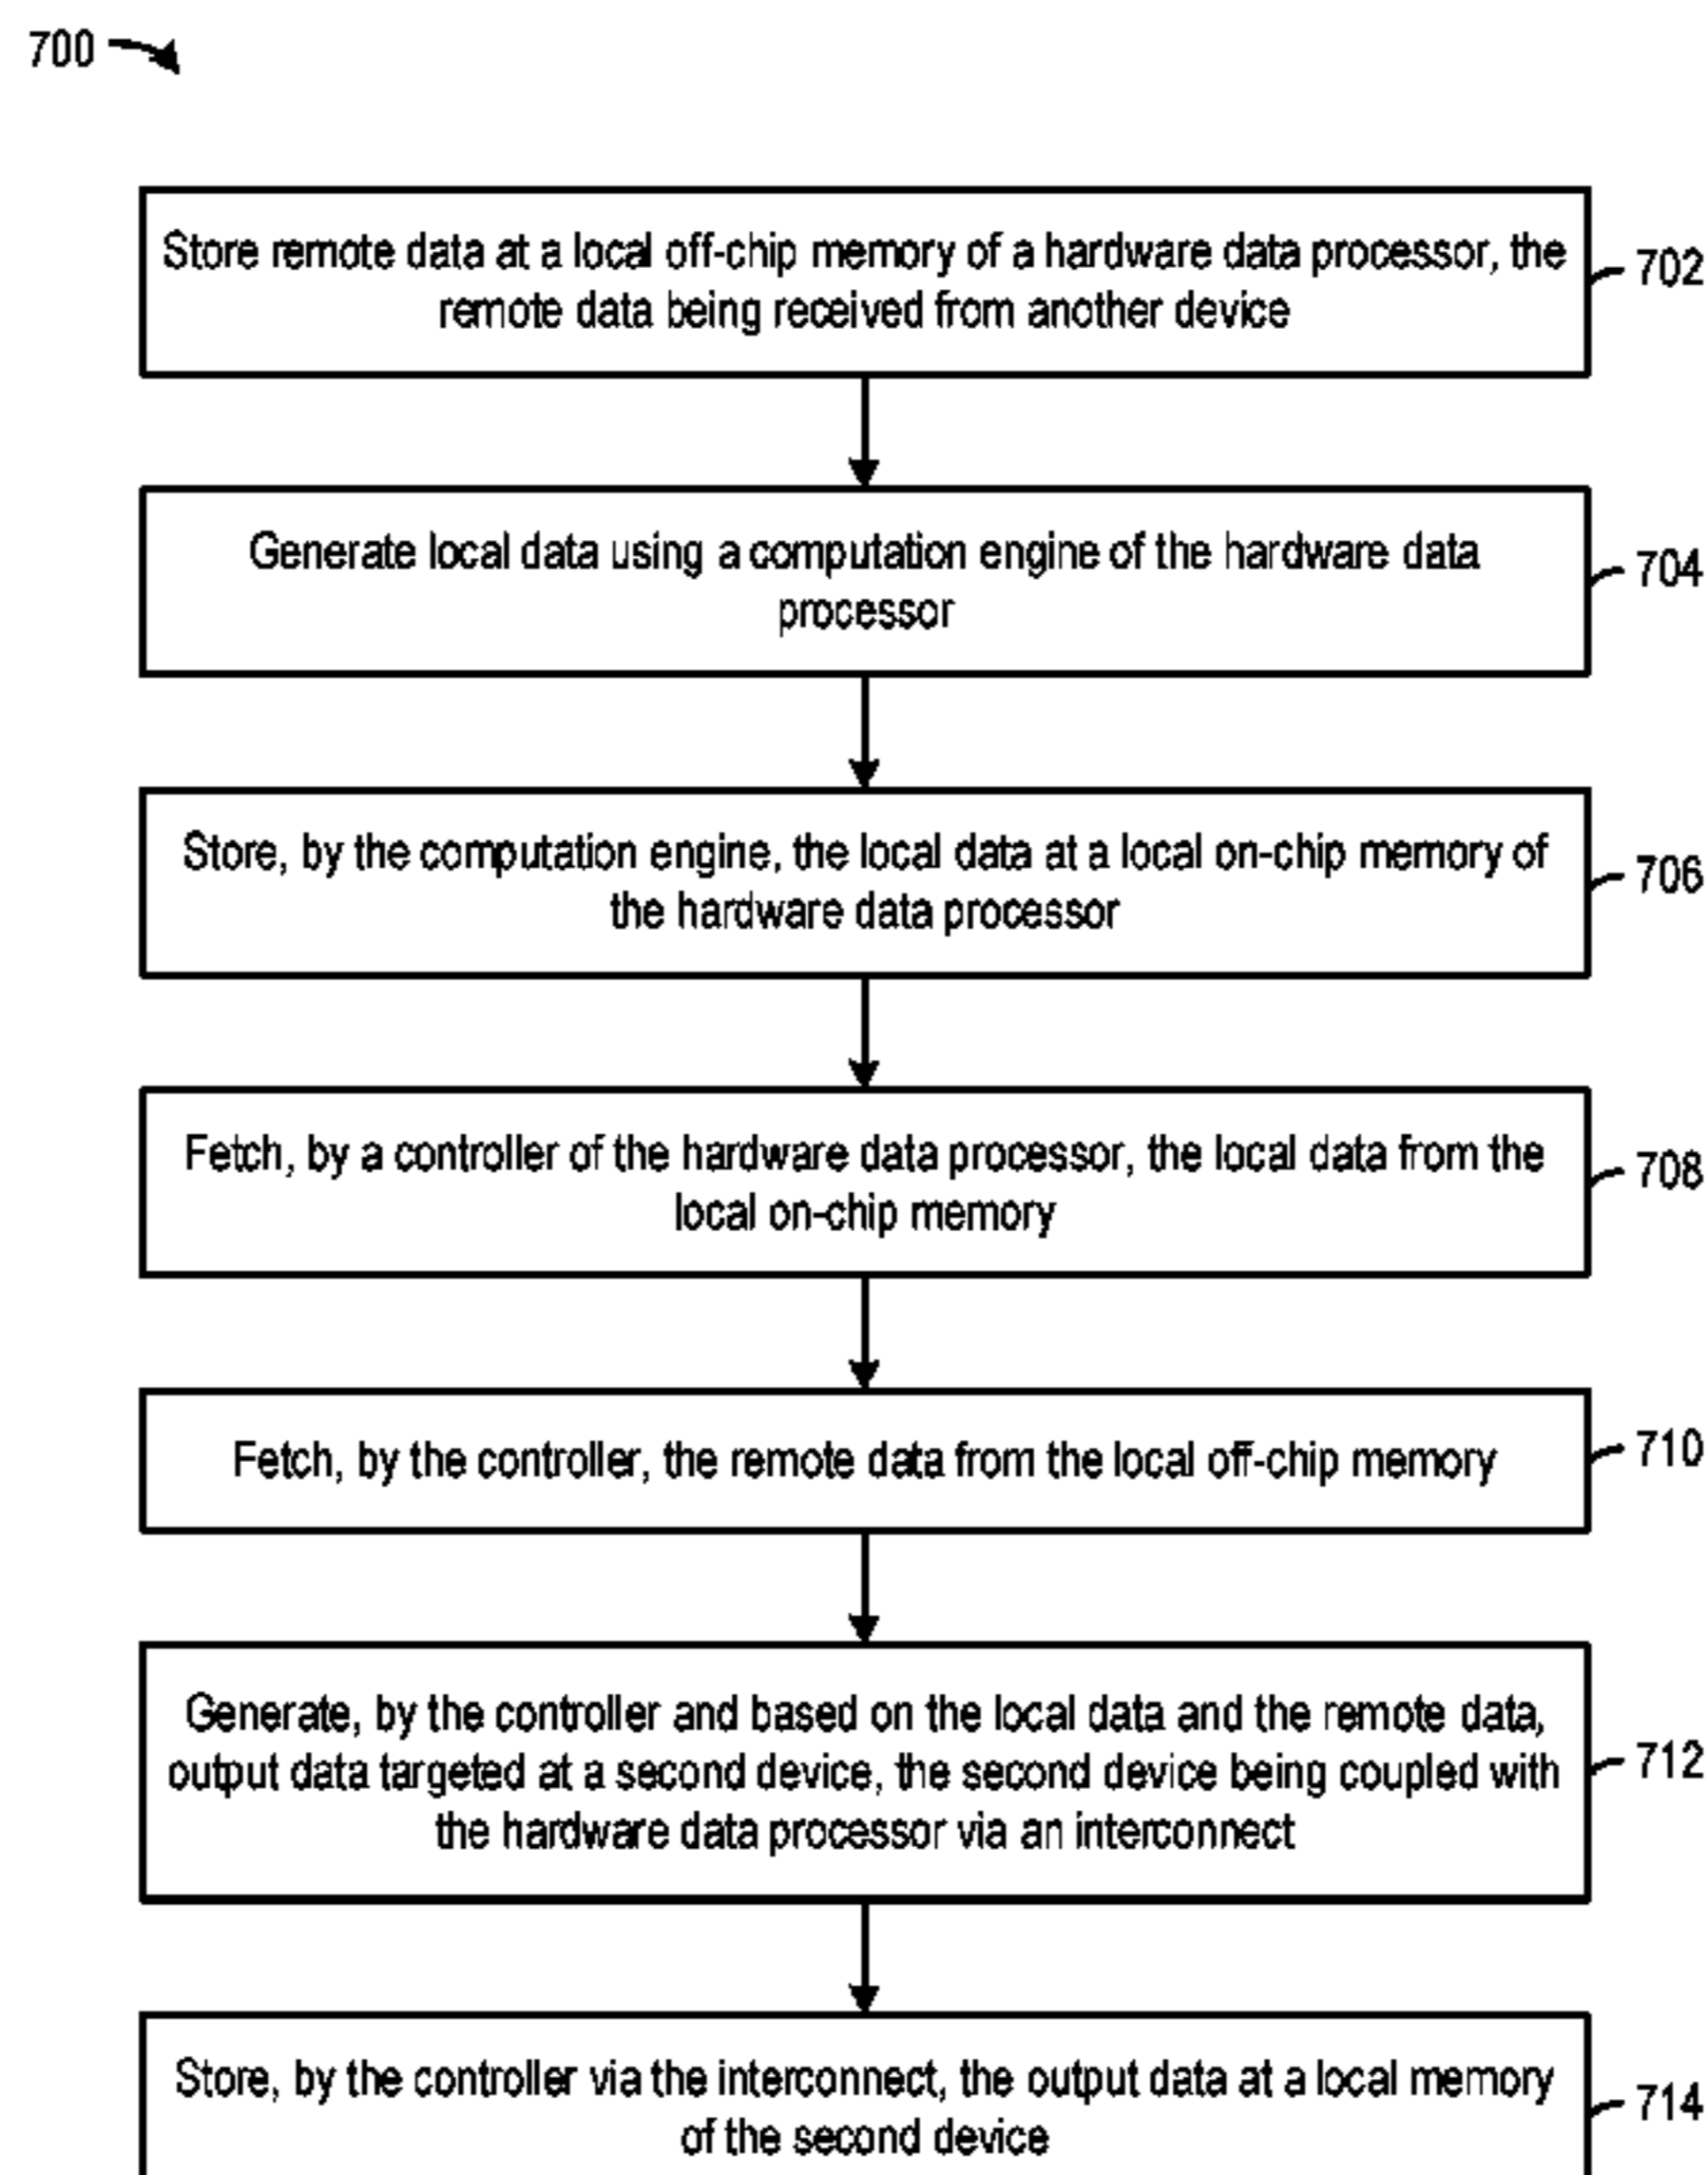 700
Store remote data at a local off-chip memory of a hardware data processor, the
remote data being received from another device
702
Generate local data using a computation engine of the hardware data
processor
704
Store, by the computation engine, the local data at a local on-chip memory of
the hardware data processor
706
Fetch, by a controller of the hardware data processor, the local data from the
local on-chip memory
708
Fetch, by the controller, the remote data from the local off-chip memory
710
Generate, by the controller and based on the local data and the remote data,
output data targeted at a second device, the second device being coupled with
the hardware data processor via an interconnect
712
Store, by the controller via the interconnect, the output data at a local memory
of the second device
714